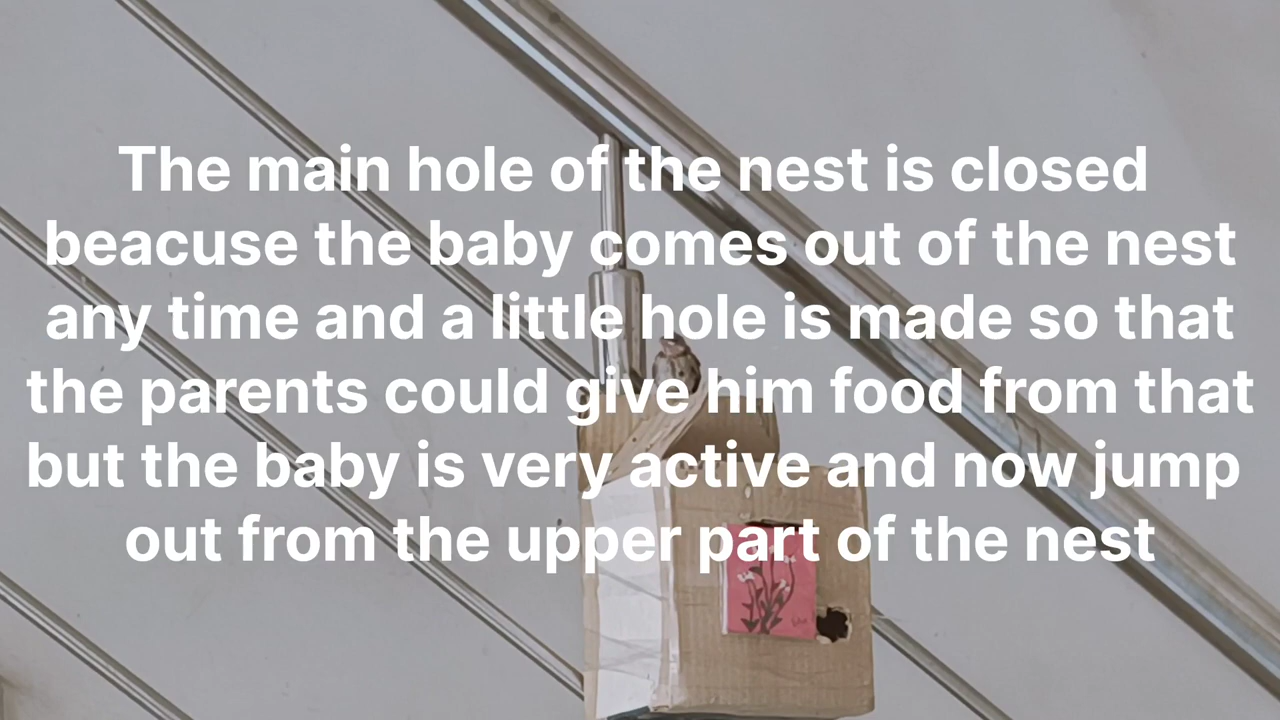 The main hole of the nest is closed
beacuse the baby comes out of the nest
any time and a little hole is made so that
the parents could give him food from that
but the baby is very active and now jump
out from the upper part of the nest